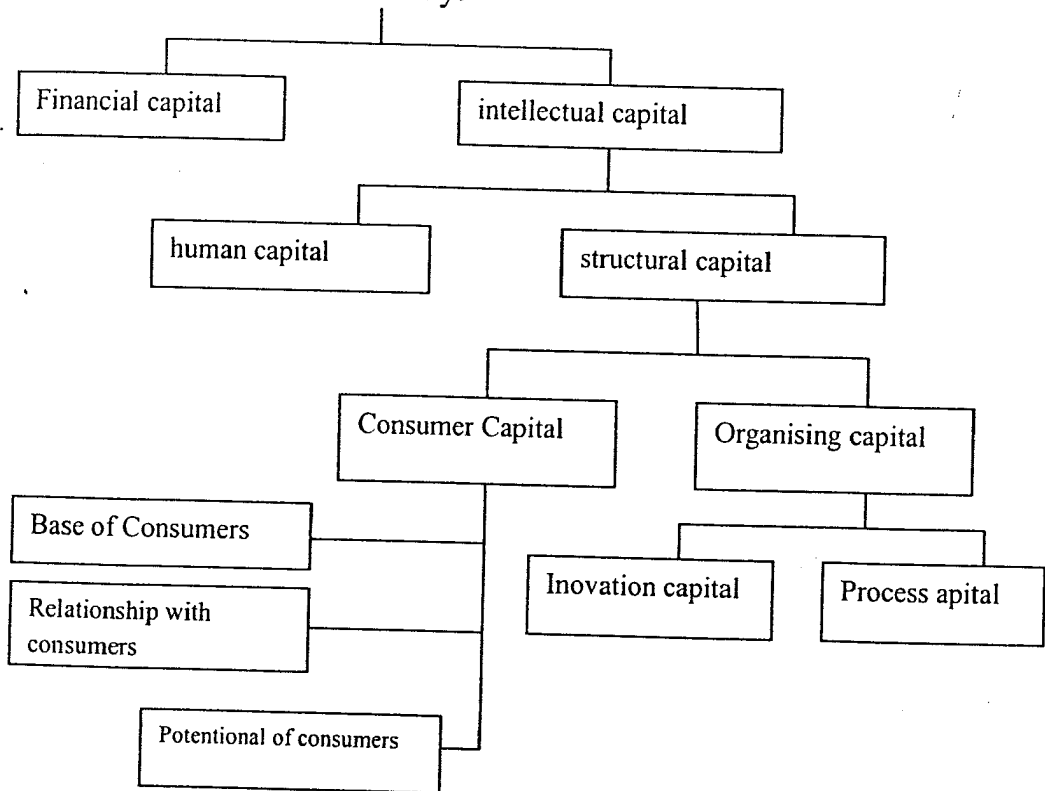 Financial capital
intellectual capital
human capital
structural capital
Consumer Capital
Organising capital
Base of Consumers
Inovation capital
Process apital
Relationship with
consumers
Potentional of consumers